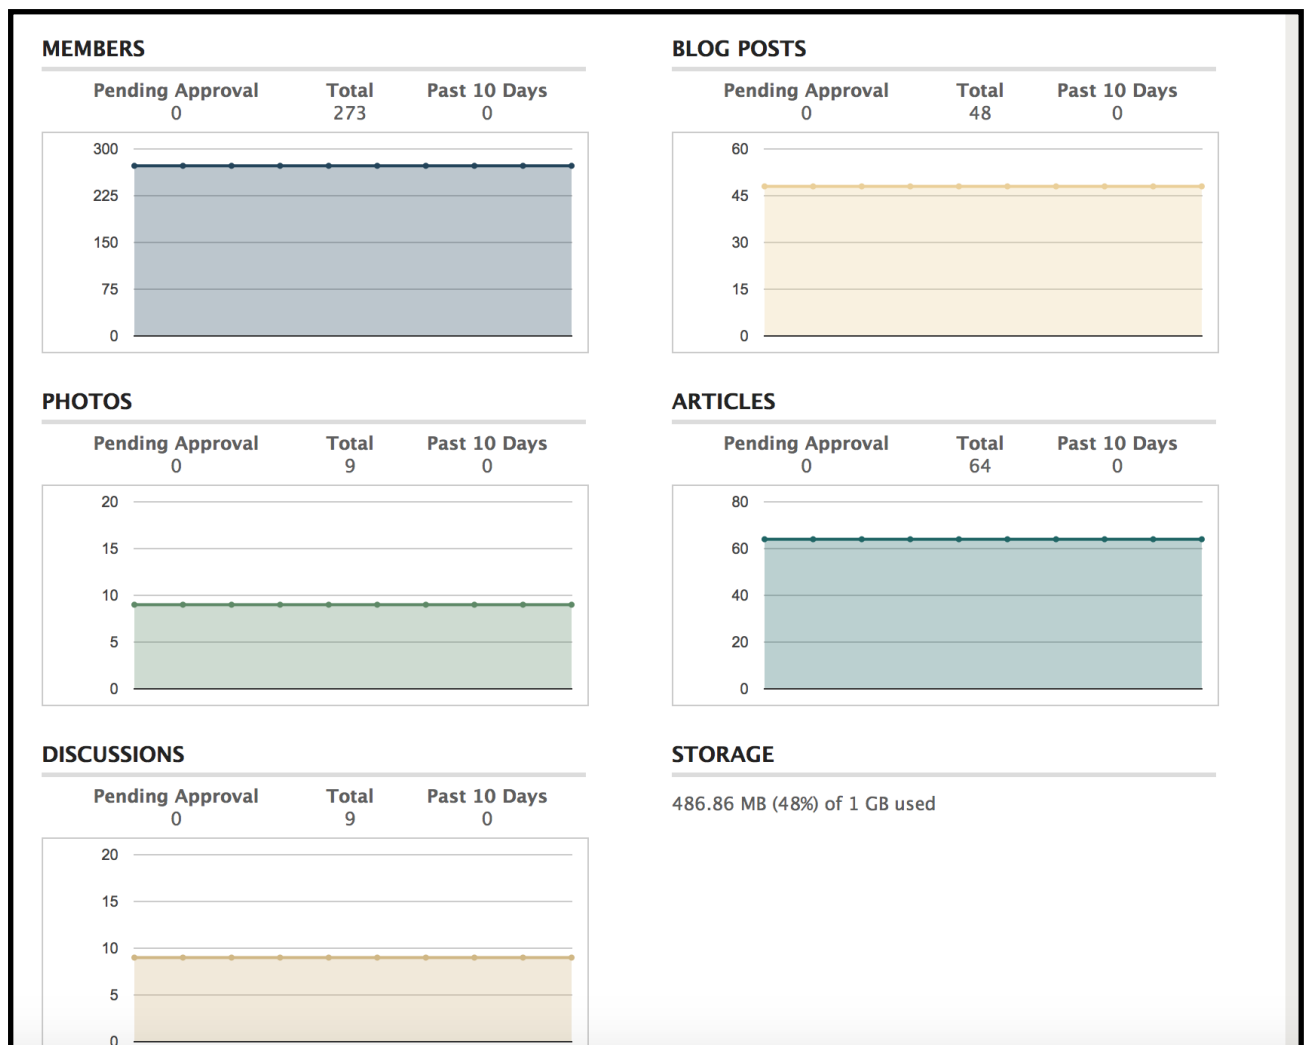 MEMBERS
Pending Approval Total Past 10 Days
0 273 0
300
225
150
75
0
BLOG POSTS
Pending Approval Total Past 10 Days
0 48 0
60
45
30
15
0
PHOTOS
Pending Approval Total Past 10 Days
0 9 0
20
15
10
5
0
ARTICLES
Pending Approval Total Past 10 Days
0 64 0
80
60
40
20
0
DISCUSSIONS
Pending Approval Total Past 10 Days
0 9 0
20
15
10
5
0
STORAGE
486.86 MB (48%) of 1 GB used